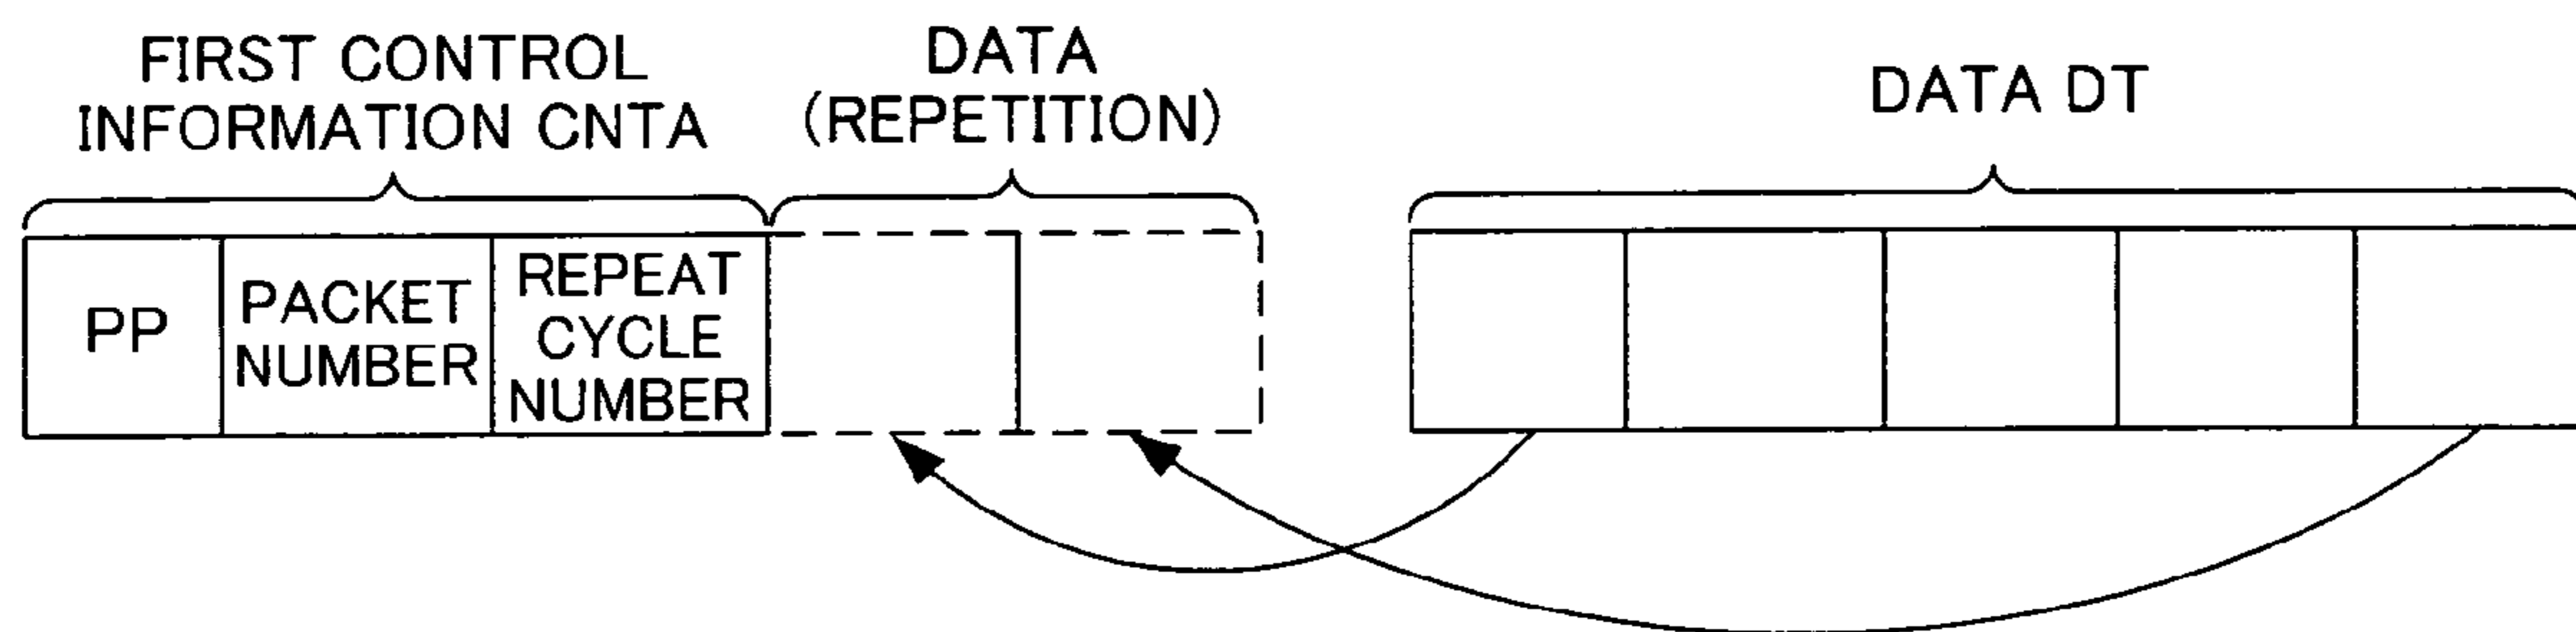 FIRST CONTROL
INFORMATION CNTA
DATA
(REPETITION)
DATA DT
PP
PACKET
NUMBER
REPEAT
CYCLE
NUMBER